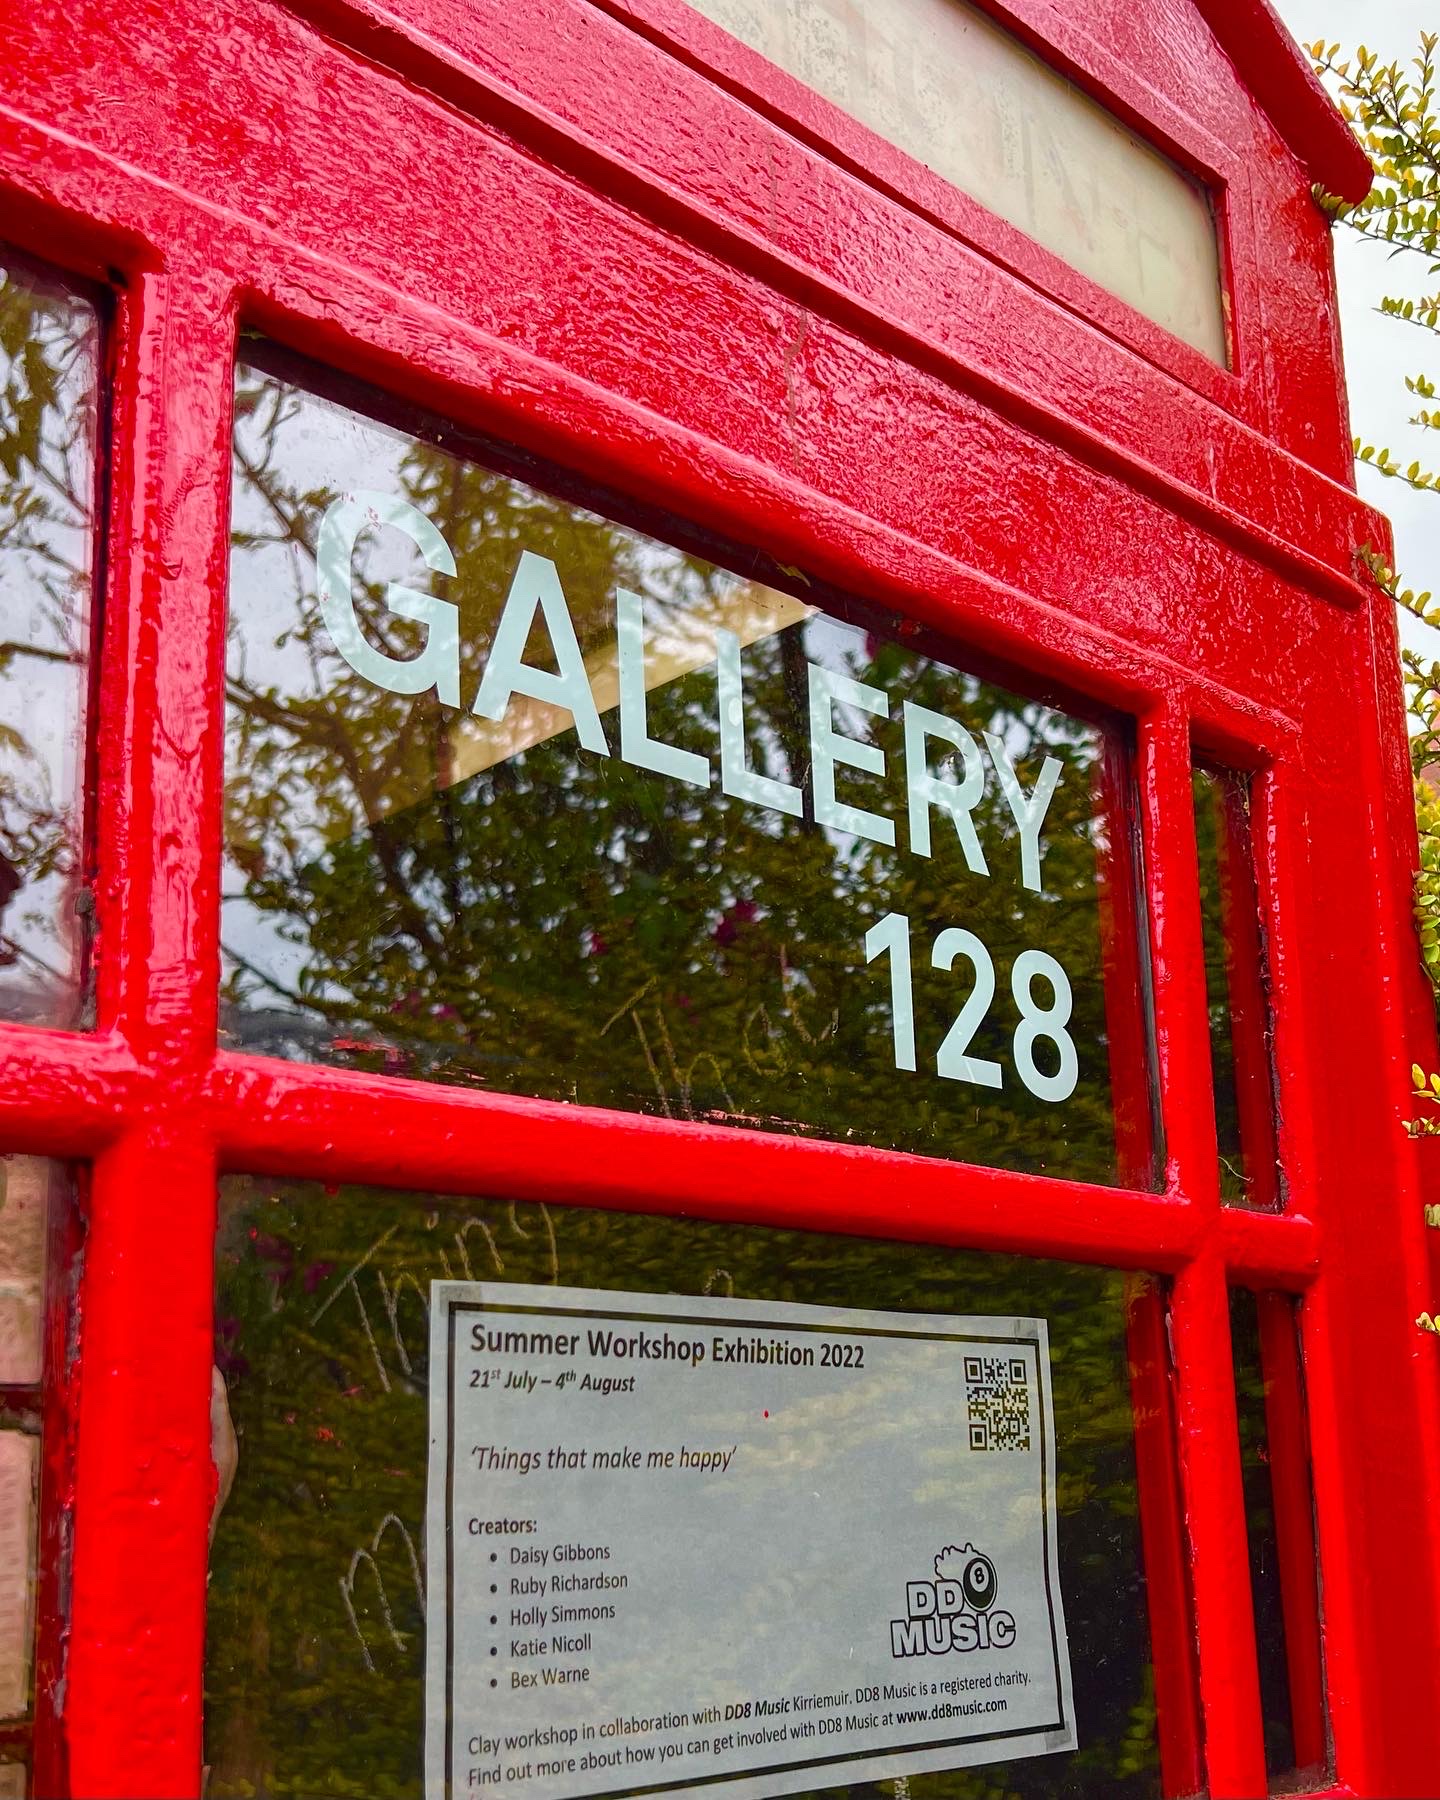 GALLERY
128
Thin
Summer Workshop Exhibition 2022
21st July – 4th August
‘Things that make me happy’
Creators:
• Daisy Gibbons
• Ruby Richardson
• Holly Simmons
• Katie Nicoll
• Bex Warne
DD8
MUSIC
Clay workshop in collaboration with DD8 Music Kirriemuir. DD8 Music is a registered charity.
Find out more about how you can get involved with DD8 Music at www.dd8music.com